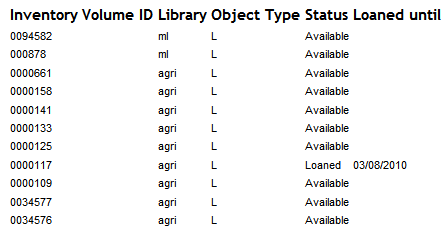 Inventory Volume ID Library Object Type Status Loaned until
0094582 ml L Available
000878 ml L Available
0000661 agri L Available
0000158 agri L Available
0000141 agri L Available
0000133 agri L Available
0000125 agri L Available
0000117 agri L Loaned 03/08/2010
0000109 agri L Available
0034577 agri L Available
0034576 agri L Available